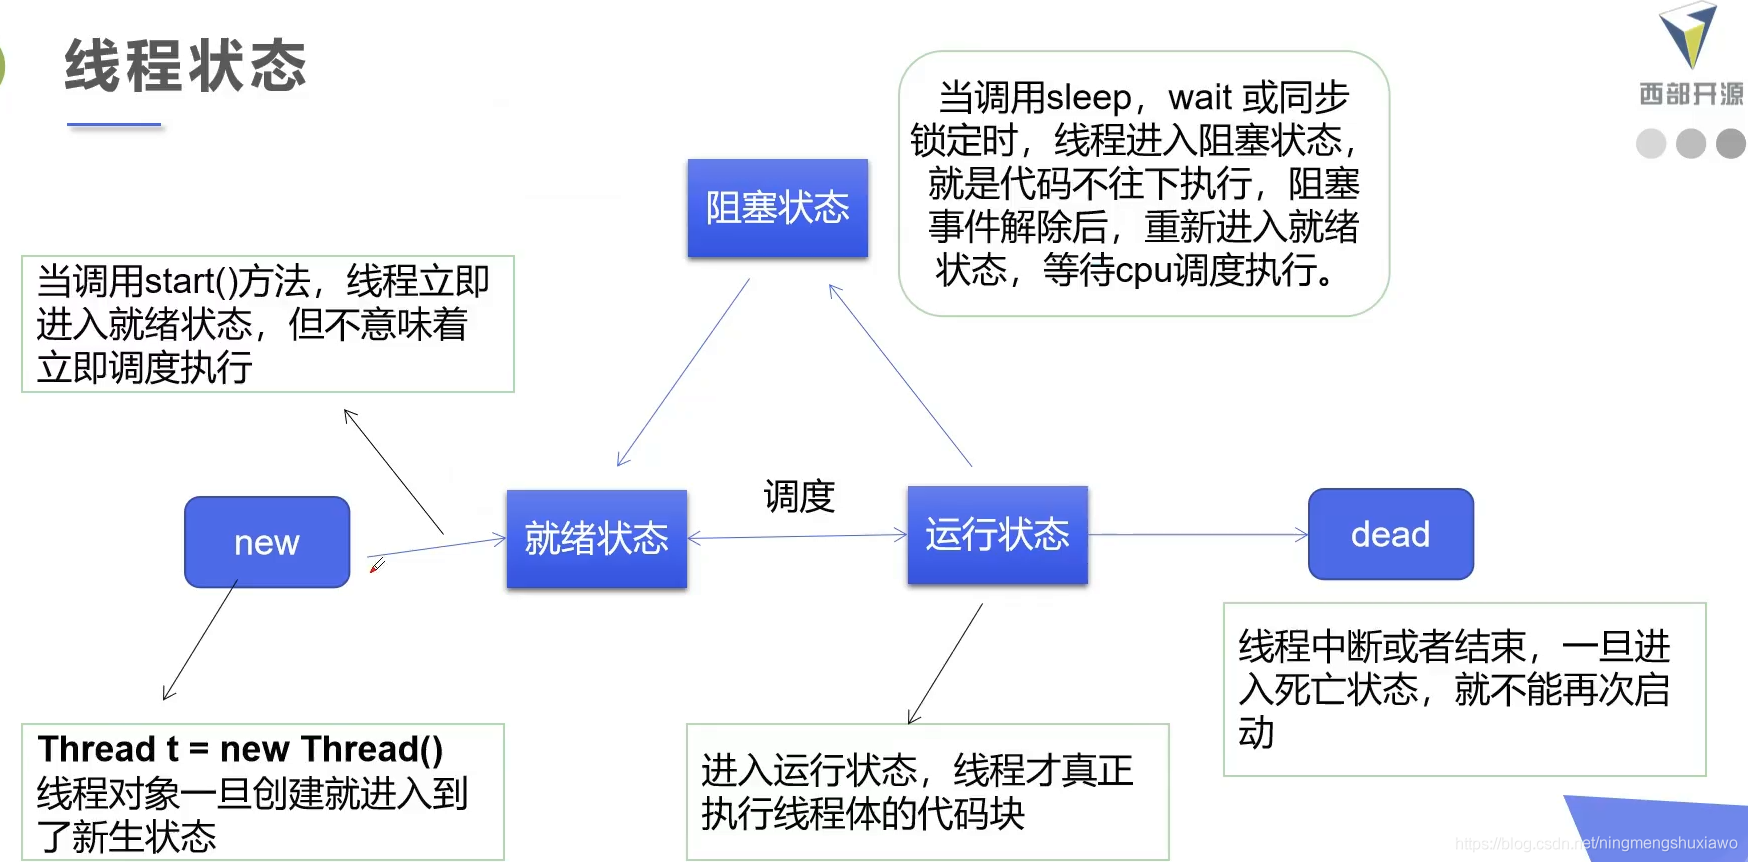 线程状态
西部开源
当调用sleep，wait 或同步
锁定时，线程进入阻塞状态，
就是代码不往下执行，阻塞
事件解除后，重新进入就绪
状态，等待cpu调度执行。
阻塞状态
当调用start()方法，线程立即
进入就绪状态，但不意味着
立即调度执行
调度
new
就绪状态
运行状态
dead
线程中断或者结束，一旦进
入死亡状态，就不能再次启
动
Thread t = new Thread()
线程对象一旦创建就进入到
了新生状态
进入运行状态，线程才真正
执行线程体的代码块
https://blog.csdn.net/ningmengshuxiawo